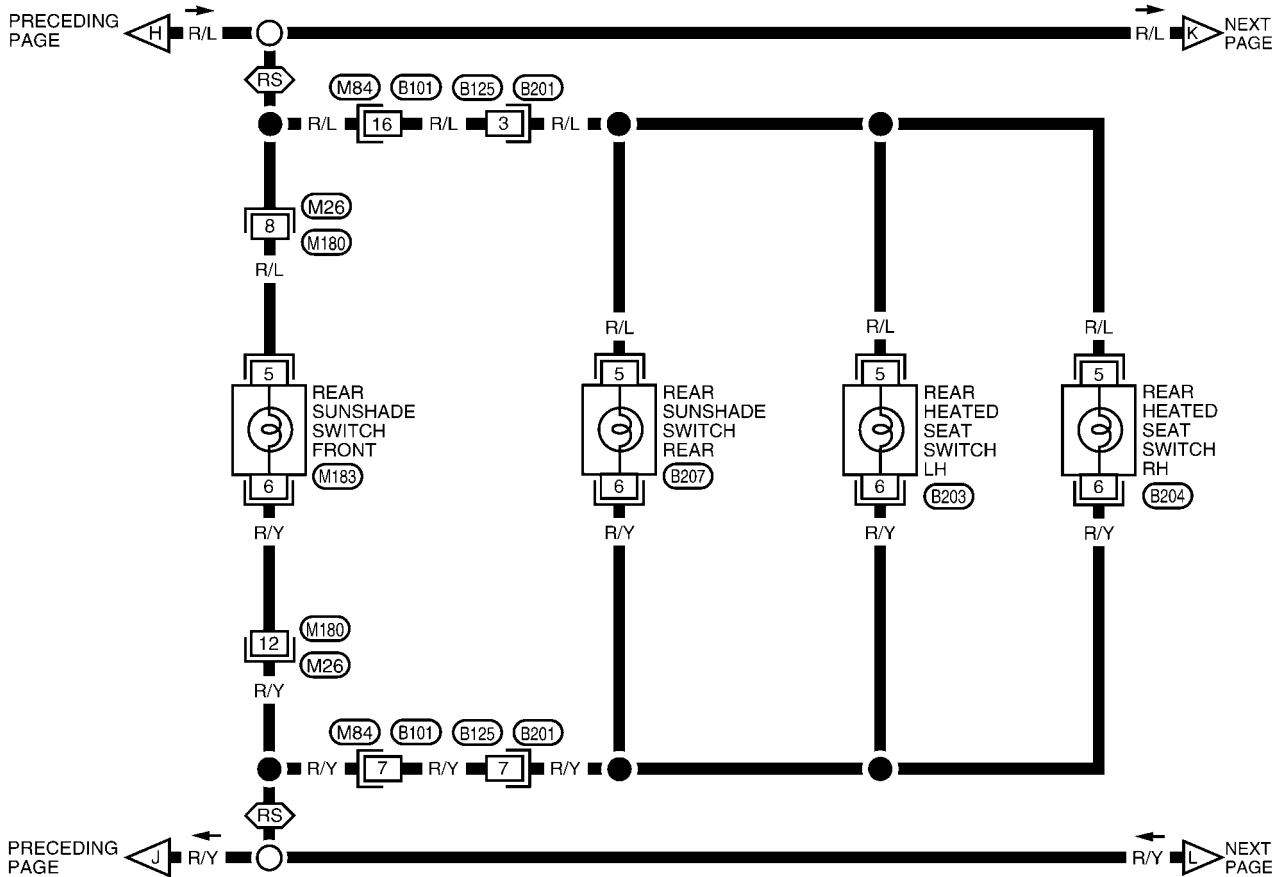 PRECEDING
PAGE
H
R/L
R/L
K
NEXT
PAGE
RS
M84
B101
B125
B201
R/L
16
R/L
3
R/L
8
M26
M180
R/L
R/L
R/L
R/L
5
REAR
SUNSHADE
SWITCH
FRONT
M183
6
5
REAR
SUNSHADE
SWITCH
REAR
B207
6
5
REAR
HEATED
SEAT
SWITCH
LH
B203
6
5
REAR
HEATED
SEAT
SWITCH
RH
B204
6
R/Y
R/Y
R/Y
R/Y
12
M180
M26
R/Y
M84
B101
B125
B201
R/Y
7
R/Y
7
R/Y
RS
PRECEDING
PAGE
J
R/Y
R/Y
L
NEXT
PAGE